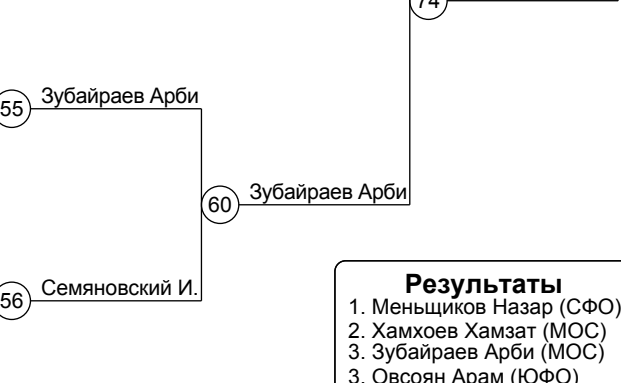 74
Зубайраев Арби
55
Зубайраев Арби
60
Семяновский И.
56
Результаты
1. Меньщиков Назар (СФО)
2. Хамхоев Хамзат (МОС)
3. Зубайраев Арби (МОС)
3. Овсоян Арам (ЮФО)